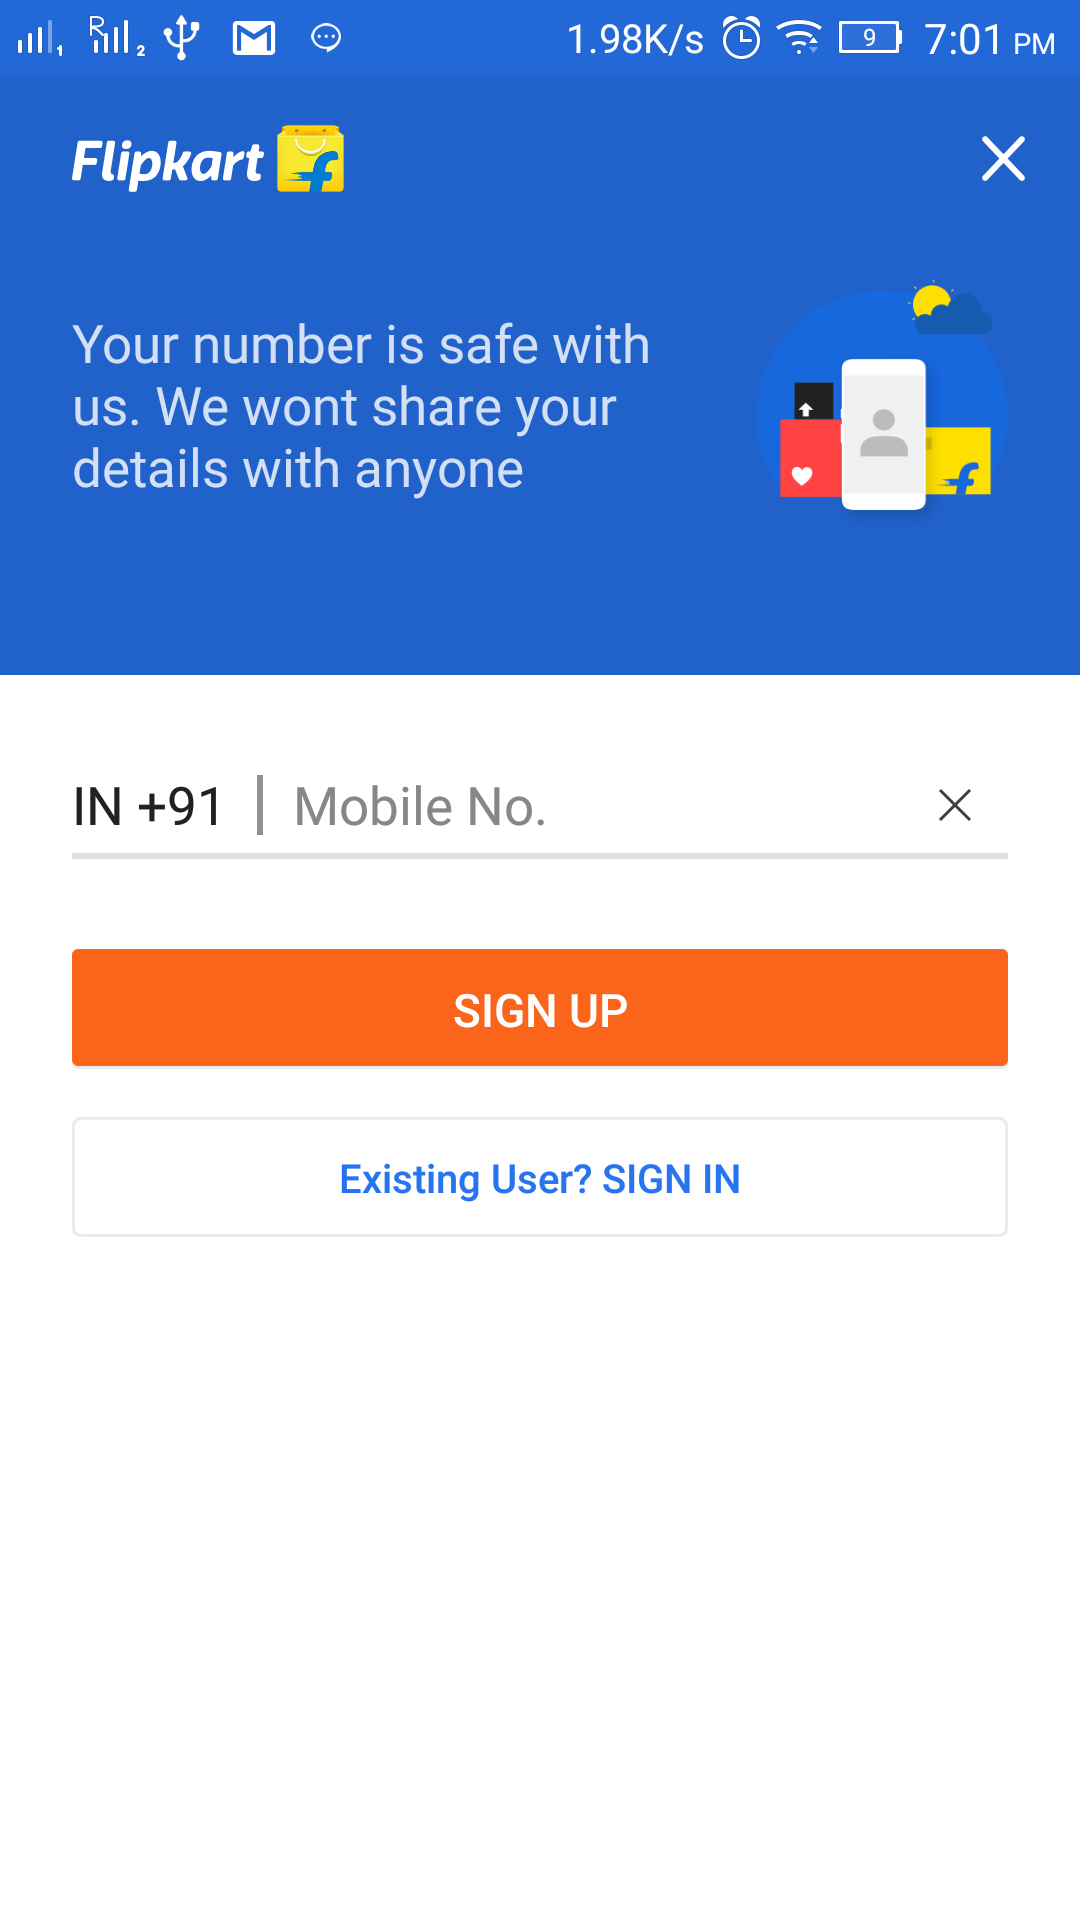 1 R 2 1.98K/s 9 7:01 PM
Flipkart
Your number is safe with
us. We wont share your
details with anyone
IN +91 Mobile No.
SIGN UP
Existing User? SIGN IN